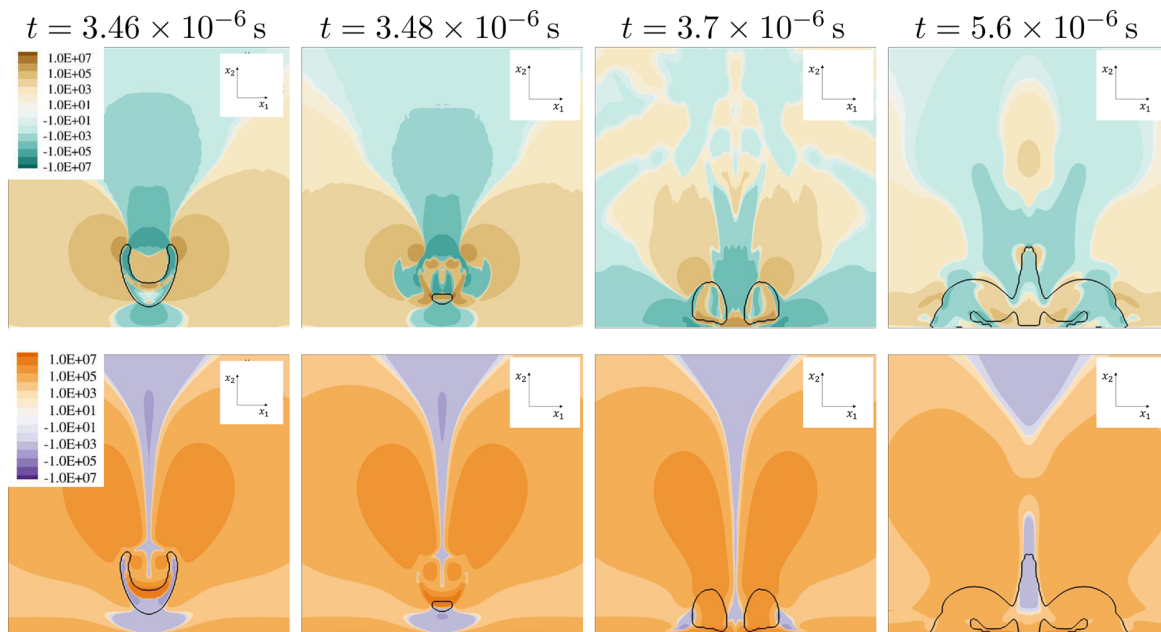 t = 3.46 × 10⁻⁶ s
t = 3.48 × 10⁻⁶ s
t = 3.7 × 10⁻⁶ s
t = 5.6 × 10⁻⁶ s
1.0E+07
1.0E+05
1.0E+03
1.0E+01
-1.0E+01
-1.0E+03
-1.0E+05
-1.0E+07
x₂
x₁
x₂
x₁
x₂
x₁
x₂
x₁
1.0E+07
1.0E+05
1.0E+03
1.0E+01
-1.0E+01
-1.0E+03
-1.0E+05
-1.0E+07
x₂
x₁
x₂
x₁
x₂
x₁
x₂
x₁